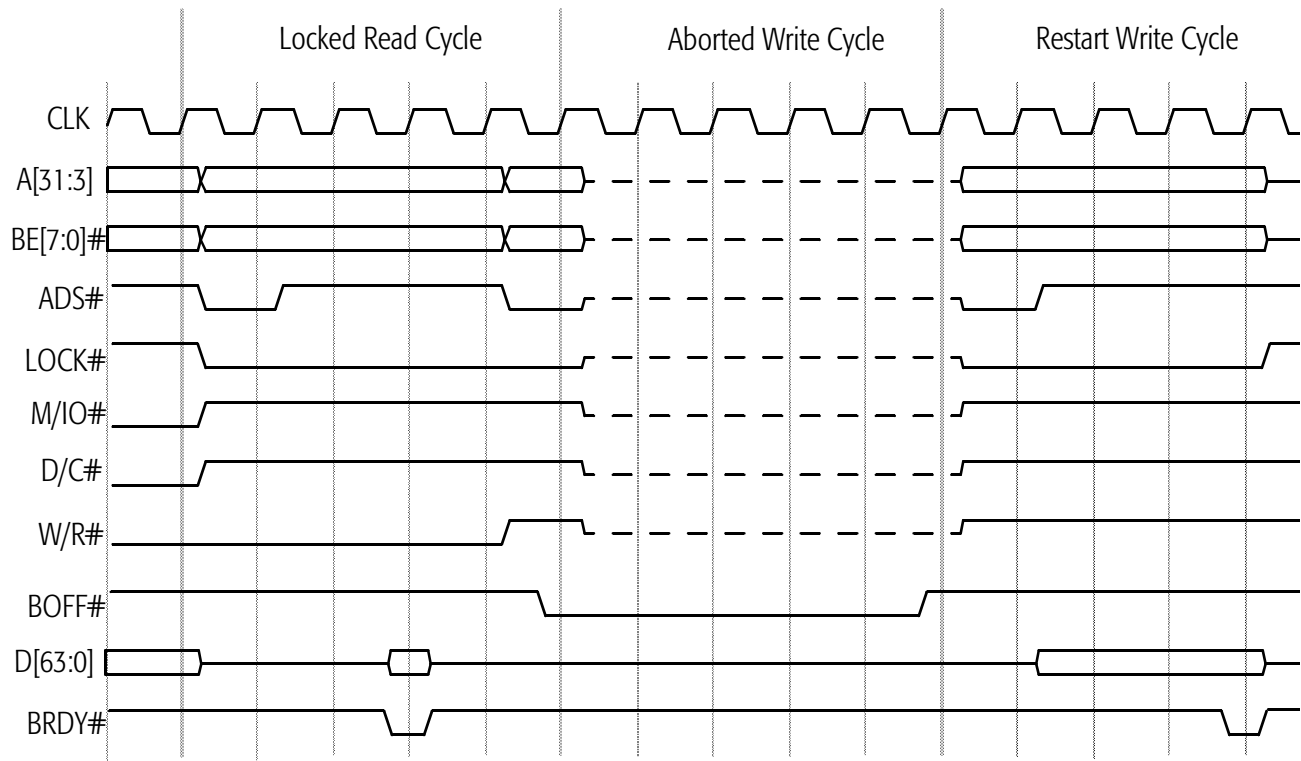 Locked Read Cycle Aborted Write Cycle Restart Write Cycle
CLK
A[31:3]
BE[7:0]#
ADS#
LOCK#
M/IO#
D/C#
W/R#
BOFF#
D[63:0]
BRDY#